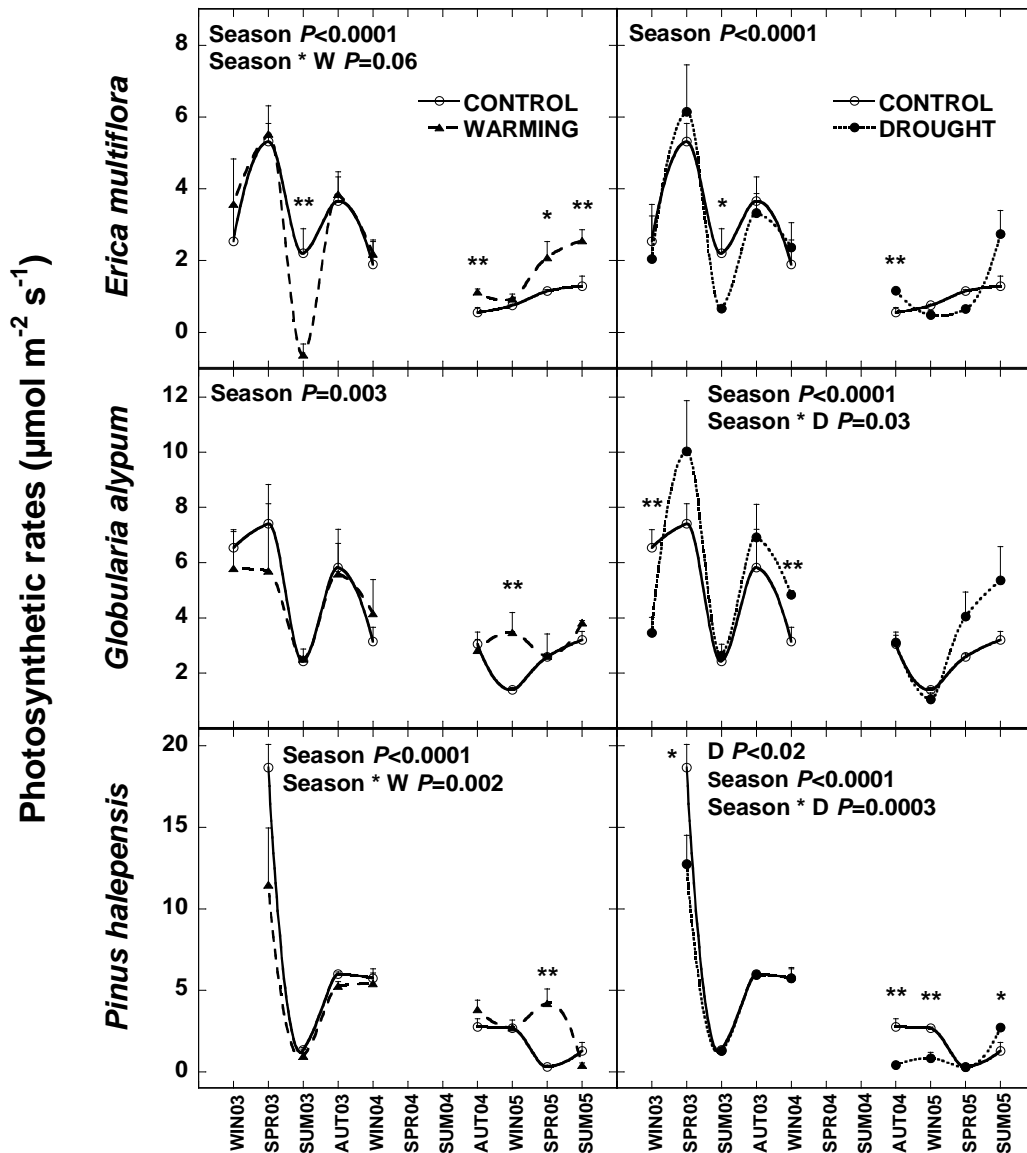 Photosynthetic rates (µmol m⁻² s⁻¹)
Erica multiflora
8
6
4
2
0
Season P<0.0001
Season * W P=0.06
CONTROL
WARMING
**
**
*
**
Season P<0.0001
CONTROL
DROUGHT
*
**
Globularia alypum
12
10
8
6
4
2
Season P=0.003
**
Season P<0.0001
Season * D P=0.03
**
**
Pinus halepensis
20
15
10
5
0
Season P<0.0001
Season * W P=0.002
**
*
D P<0.02
Season P<0.0001
Season * D P=0.0003
**
**
*
WIN03
SPR03
SUM03
AUT03
WIN04
SPR04
SUM04
AUT04
WIN05
SPR05
SUM05
WIN03
SPR03
SUM03
AUT03
WIN04
SPR04
SUM04
AUT04
WIN05
SPR05
SUM05